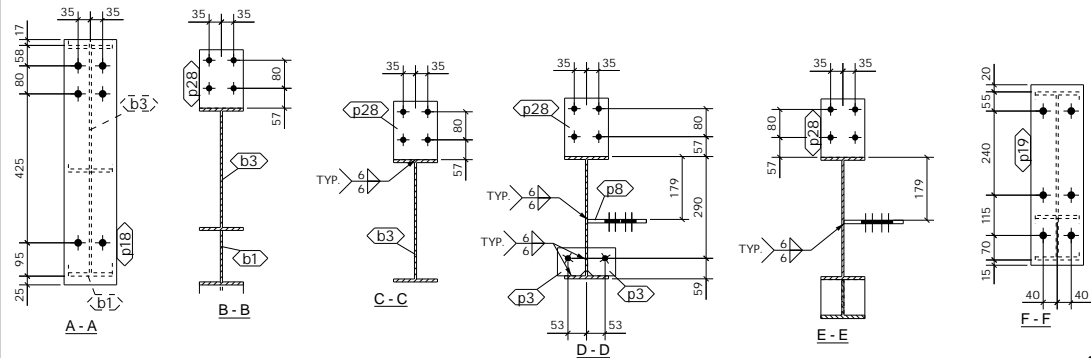 35 35
17
58
80
425
95
25
b3
p18
b1
A - A
35 35
p28
80
57
b3
b1
B - B
35 35
p28
80
57
TYP. 6 6
b3
C - C
35 35
p28
80
57
179
290
59
TYP. 6 6
p8
TYP. 6 6
p3
p3
53 53
D - D
35 35
80
57
p28
179
TYP. 6 6
E - E
20
55
240
115
70
15
p19
40 40
F - F